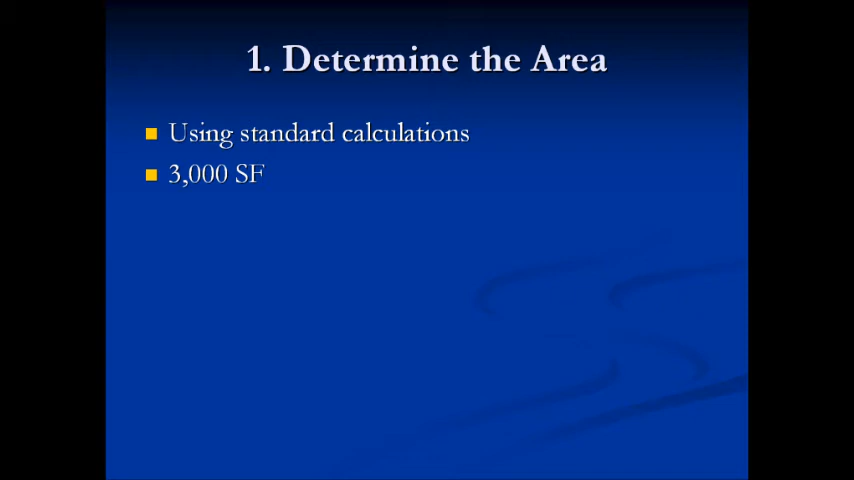 1. Determine the Area
Using standard calculations
3,000 SF